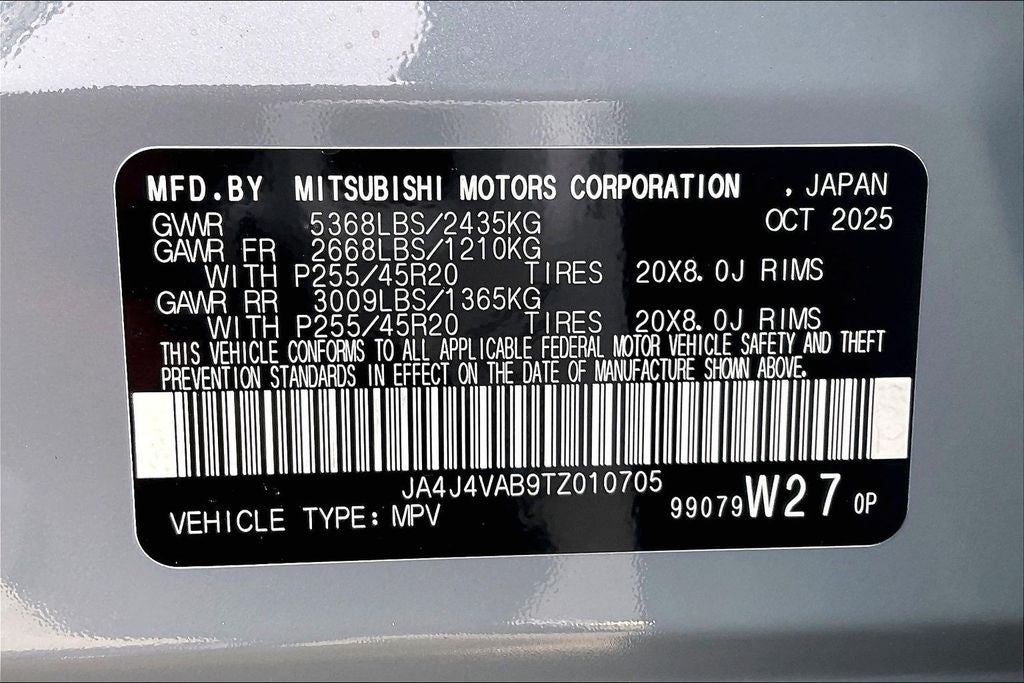 MFD.BY MITSUBISHI MOTORS CORPORATION , JAPAN
GVWR 5368LBS/2435KG OCT 2025
GAWR FR 2668LBS/1210KG
WITH P255/45R20 TIRES 20X8.0J RIMS
GAWR RR 3009LBS/1365KG
WITH P255/45R20 TIRES 20X8.0J RIMS
THIS VEHICLE CONFORMS TO ALL APPLICABLE FEDERAL MOTOR VEHICLE SAFETY AND THEFT
PREVENTION STANDARDS IN EFFECT ON THE DATE OF MANUFACTURE SHOWN ABOVE.
JA4J4VAB9TZ010705
VEHICLE TYPE: MPV 99079 W27 0P